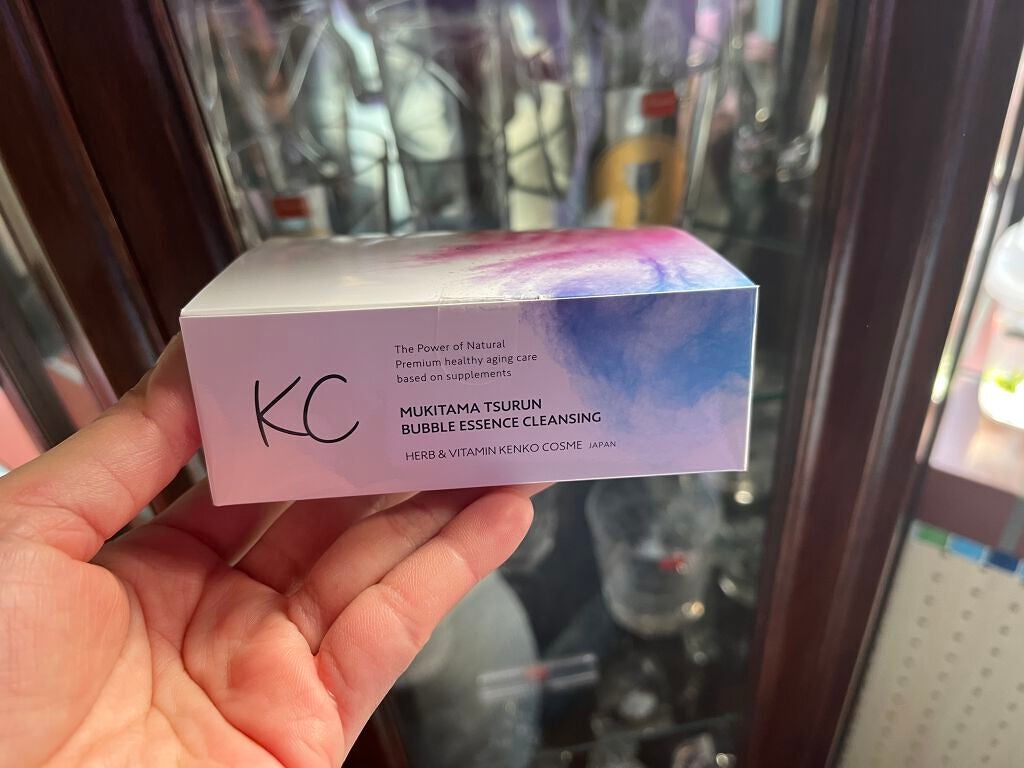 KC
The Power of Natural
Premium healthy aging care
based on supplements
MUKITAMA TSURUN
BUBBLE ESSENCE CLEANSING
HERB & VITAMIN KENKO COSME JAPAN